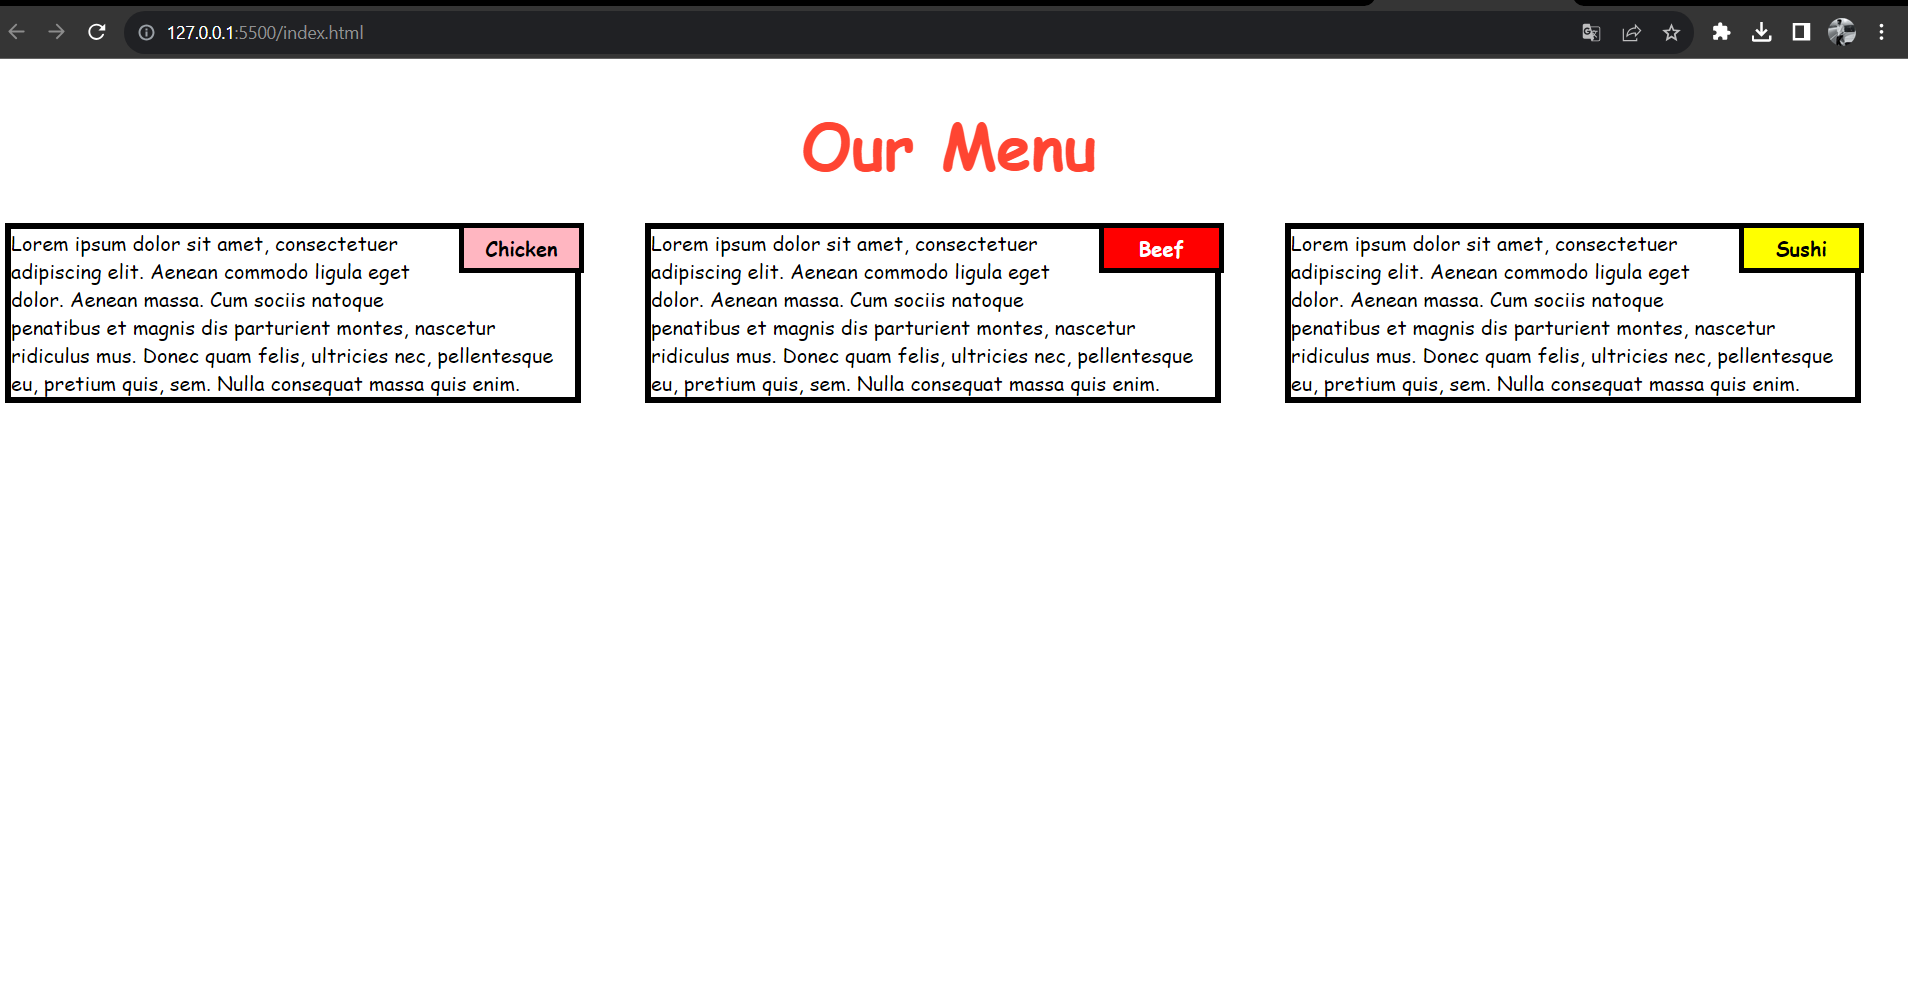 127.0.0.1:5500/index.html
Our Menu
Chicken
Lorem ipsum dolor sit amet, consectetuer
adipiscing elit. Aenean commodo ligula eget
dolor. Aenean massa. Cum sociis natoque
penatibus et magnis dis parturient montes, nascetur
ridiculus mus. Donec quam felis, ultricies nec, pellentesque
eu, pretium quis, sem. Nulla consequat massa quis enim.
Beef
Lorem ipsum dolor sit amet, consectetuer
adipiscing elit. Aenean commodo ligula eget
dolor. Aenean massa. Cum sociis natoque
penatibus et magnis dis parturient montes, nascetur
ridiculus mus. Donec quam felis, ultricies nec, pellentesque
eu, pretium quis, sem. Nulla consequat massa quis enim.
Sushi
Lorem ipsum dolor sit amet, consectetuer
adipiscing elit. Aenean commodo ligula eget
dolor. Aenean massa. Cum sociis natoque
penatibus et magnis dis parturient montes, nascetur
ridiculus mus. Donec quam felis, ultricies nec, pellentesque
eu, pretium quis, sem. Nulla consequat massa quis enim.